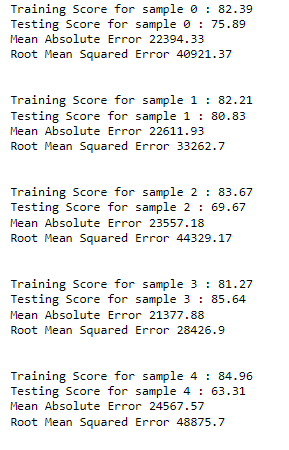 Training Score for sample 0 : 82.39
Testing Score for sample 0 : 75.89
Mean Absolute Error 22394.33
Root Mean Squared Error 40921.37
Training Score for sample 1 : 82.21
Testing Score for sample 1 : 80.83
Mean Absolute Error 22611.93
Root Mean Squared Error 33262.7
Training Score for sample 2 : 83.67
Testing Score for sample 2 : 69.67
Mean Absolute Error 23557.18
Root Mean Squared Error 44329.17
Training Score for sample 3 : 81.27
Testing Score for sample 3 : 85.64
Mean Absolute Error 21377.88
Root Mean Squared Error 28426.9
Training Score for sample 4 : 84.96
Testing Score for sample 4 : 63.31
Mean Absolute Error 24567.57
Root Mean Squared Error 48875.7